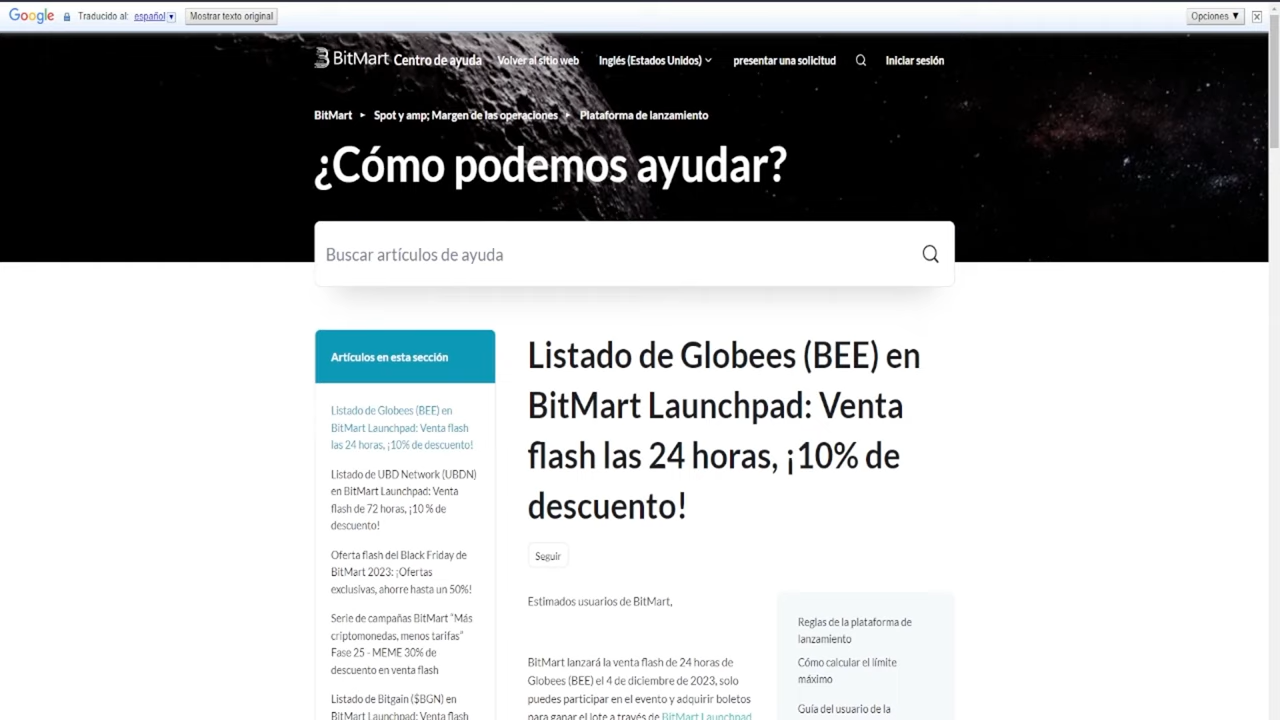 Google Traducido al: español Mostrar texto original Opciones ▼
BitMart Centro de ayuda Volver al sitio web Inglés (Estados Unidos) presentar una solicitud Iniciar sesión
BitMart ▸ Spot y amp; Margen de las operaciones ▸ Plataforma de lanzamiento
¿Cómo podemos ayudar?
Buscar artículos de ayuda
Artículos en esta sección
Listado de Globees (BEE) en
BitMart Launchpad: Venta flash
las 24 horas, ¡10% de descuento!
Listado de UBD Network (UBDN)
en BitMart Launchpad: Venta
flash de 72 horas, ¡10 % de
descuento!
Oferta flash del Black Friday de
BitMart 2023: ¡Ofertas
exclusivas, ahorre hasta un 50%!
Serie de campañas BitMart “Más
criptomonedas, menos tarifas”
Fase 25 - MEME 30% de
descuento en venta flash
Listado de Bitgain ($BGN) en
BitMart Launchpad: Venta flash
Listado de Globees (BEE) en
BitMart Launchpad: Venta
flash las 24 horas, ¡10% de
descuento!
Seguir
Estimados usuarios de BitMart,
BitMart lanzará la venta flash de 24 horas de
Globees (BEE) el 4 de diciembre de 2023, solo
puedes participar en el evento y adquirir boletos
para ganar el lote a través de BitMart Launchpad
Reglas de la plataforma de
lanzamiento
Cómo calcular el límite
máximo
Guía del usuario de la